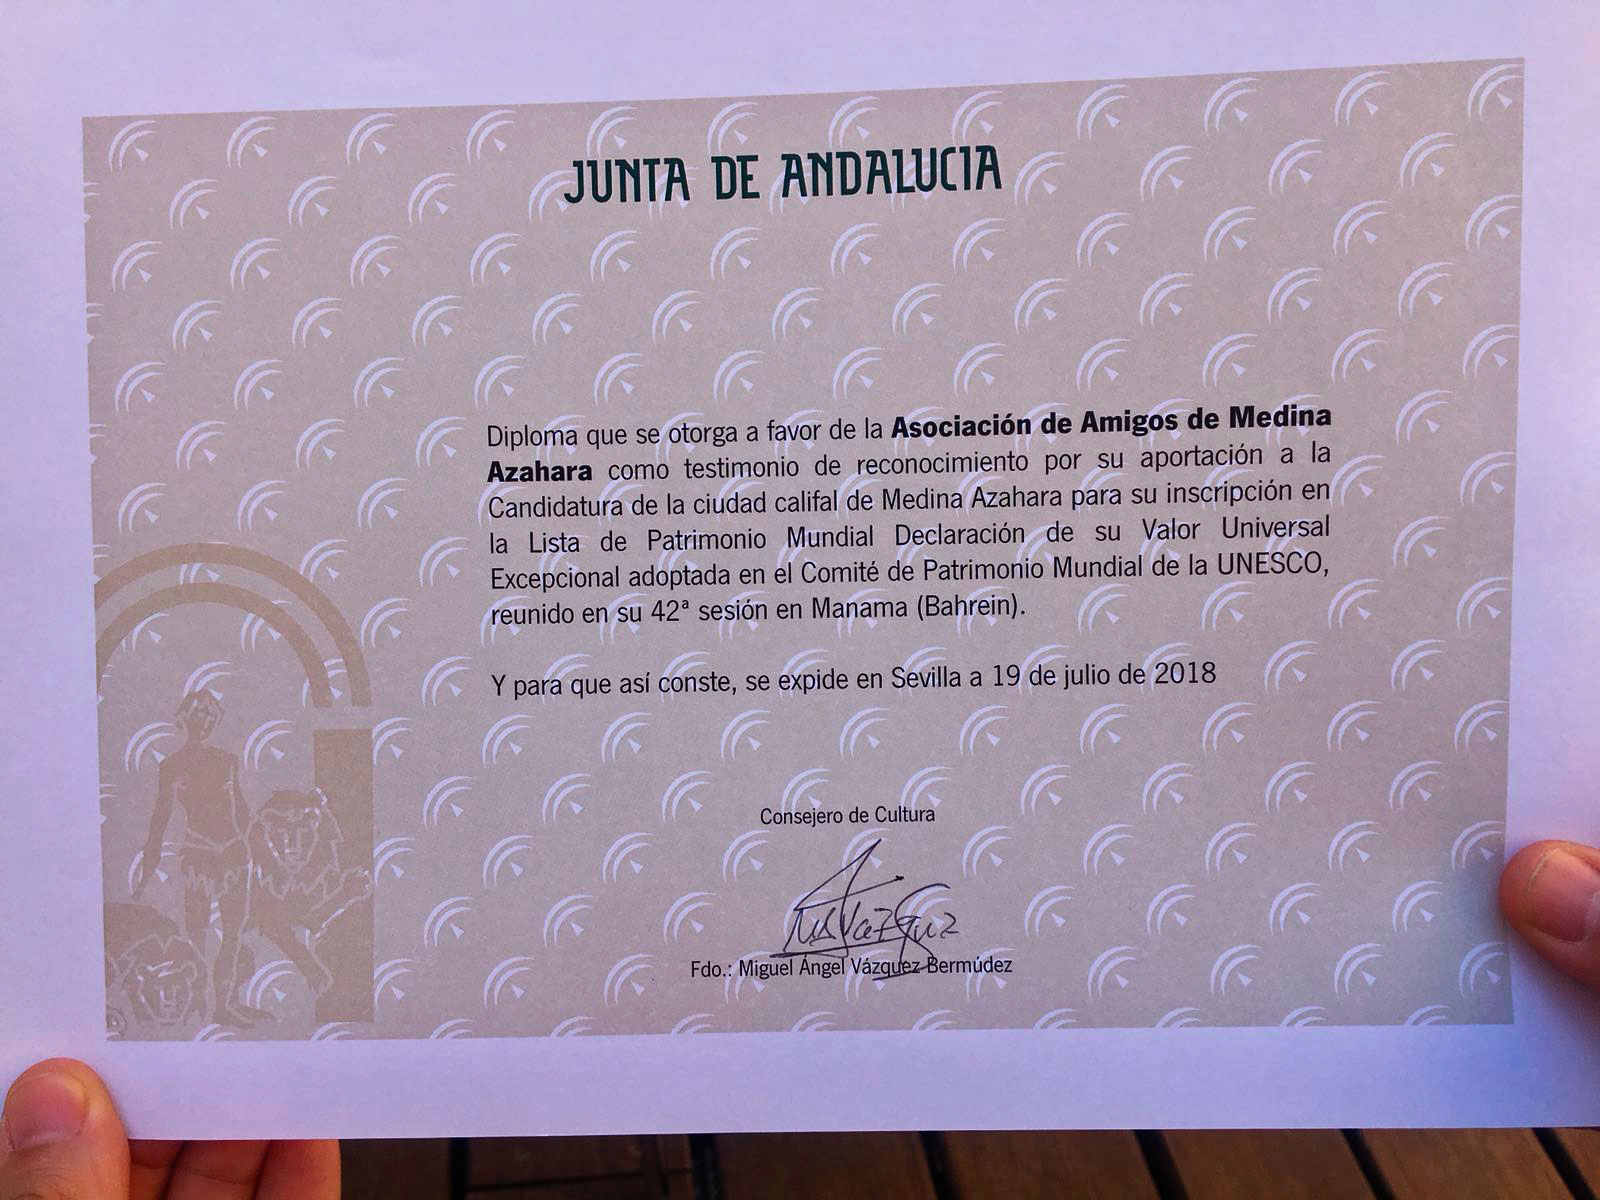 JUNTA DE ANDALUCIA
Diploma que se otorga a favor de la Asociación de Amigos de Medina
Azahara como testimonio de reconocimiento por su aportación a la
Candidatura de la ciudad califal de Medina Azahara para su inscripción en
la Lista de Patrimonio Mundial Declaración de su Valor Universal
Excepcional adoptada en el Comité de Patrimonio Mundial de la UNESCO,
reunido en su 42ª sesión en Manama (Bahrein).
Y para que así conste, se expide en Sevilla a 19 de julio de 2018
Consejero de Cultura
Fdo.: Miguel Ángel Vázquez Bermúdez